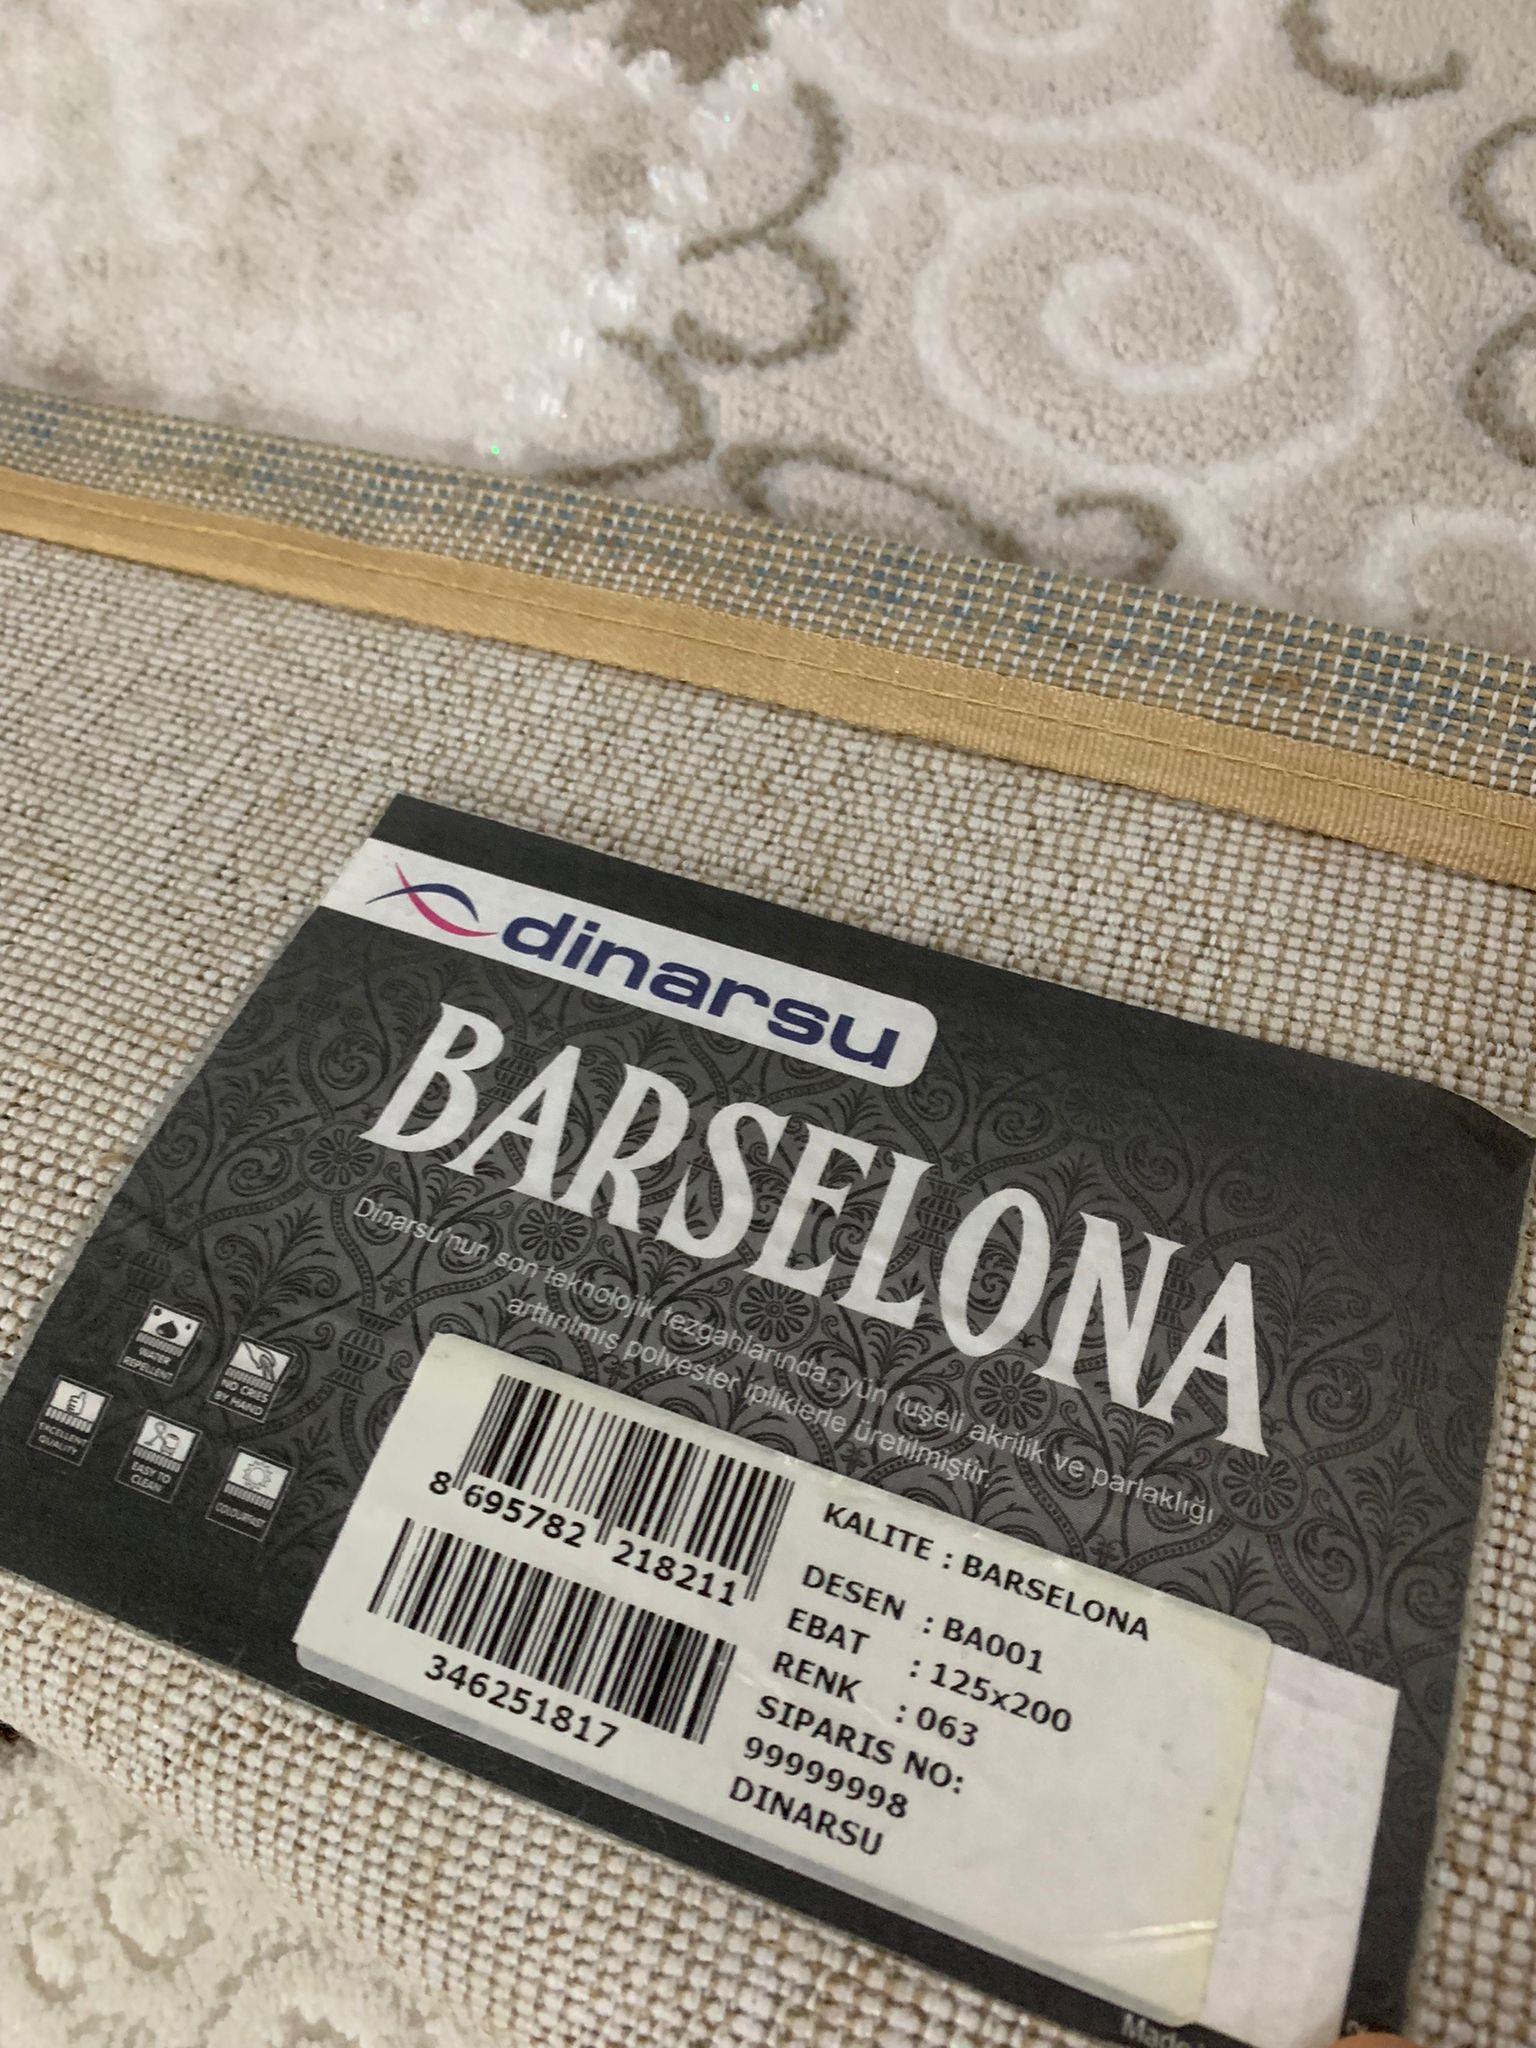 dinarsu
BARSELONA
Dinarsu'nun son teknolojik tezgahlarında, yün tuşeli akrilik ve parlaklığı
arttırılmış polyester ipliklerle üretilmiştir.
WATER
REPELLENT
BY HAND
EXCELLENT
QUALITY
EASY TO
CLEAN
COLOURFAST
8 695782 218211
346251817
KALITE : BARSELONA
DESEN : BA001
EBAT : 125x200
RENK : 063
SIPARIS NO:
99999998
DINARSU
Made